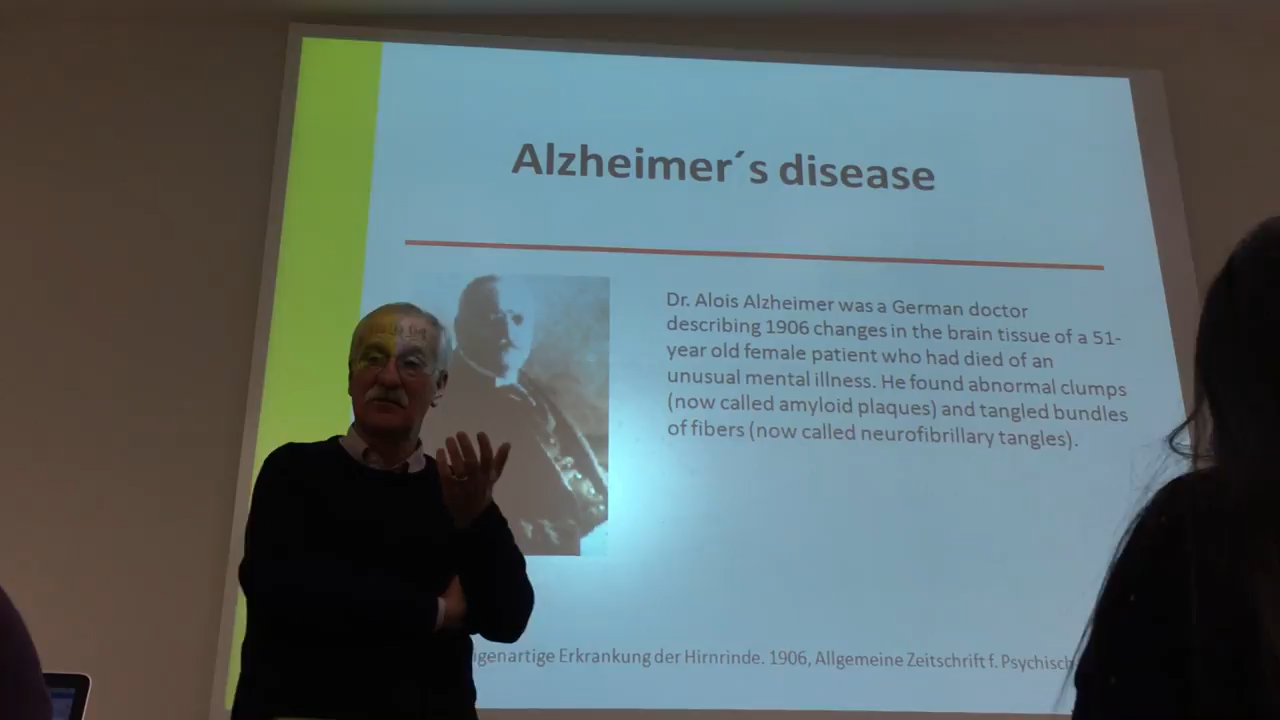 Alzheimer´s disease
Dr. Alois Alzheimer was a German doctor
describing 1906 changes in the brain tissue of a 51-
year old female patient who had died of an
unusual mental illness. He found abnormal clumps
(now called amyloid plaques) and tangled bundles
of fibers (now called neurofibrillary tangles).
Erkrankung der Hirnrinde. 1906, Allgemeine Zeitschrift f.